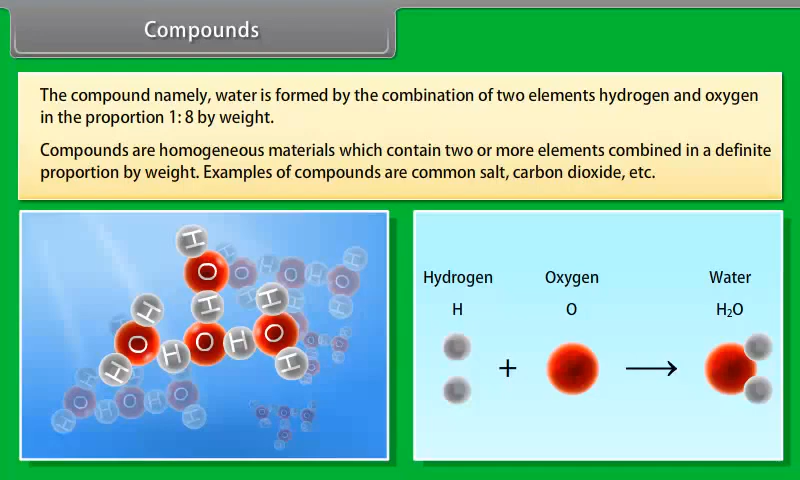 Compounds
The compound namely, water is formed by the combination of two elements hydrogen and oxygen
in the proportion 1: 8 by weight.
Compounds are homogeneous materials which contain two or more elements combined in a definite
proportion by weight. Examples of compounds are common salt, carbon dioxide, etc.
H
O
H
H
O
H
H
O
H
O
H
H
O
H
Hydrogen Oxygen Water
H O H₂O
+